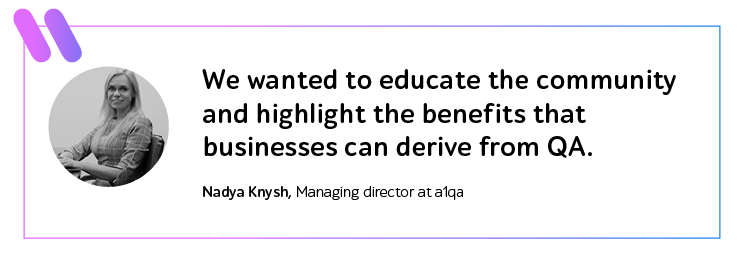 We wanted to educate the community
and highlight the benefits that
businesses can derive from QA.
Nadya Knysh, Managing director at a1qa